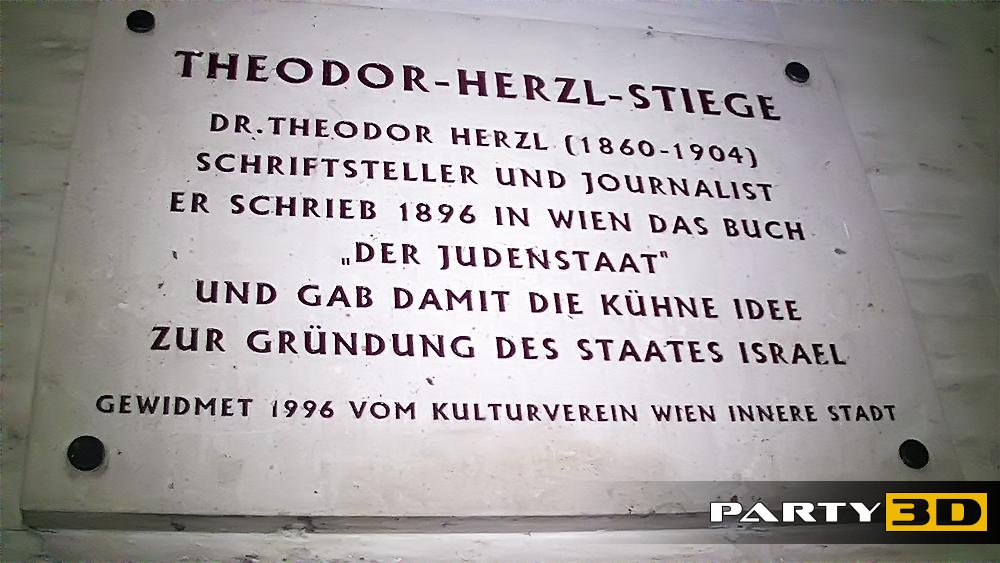 THEODOR-HERZL-STIEGE
DR. THEODOR HERZL (1860-1904)
SCHRIFTSTELLER UND JOURNALIST
ER SCHRIEB 1896 IN WIEN DAS BUCH
„DER JUDENSTAAT"
UND GAB DAMIT DIE KÜHNE IDEE
ZUR GRÜNDUNG DES STAATES ISRAEL
GEWIDMET 1996 VOM KULTURVEREIN WIEN INNERE STADT
PARTY3D